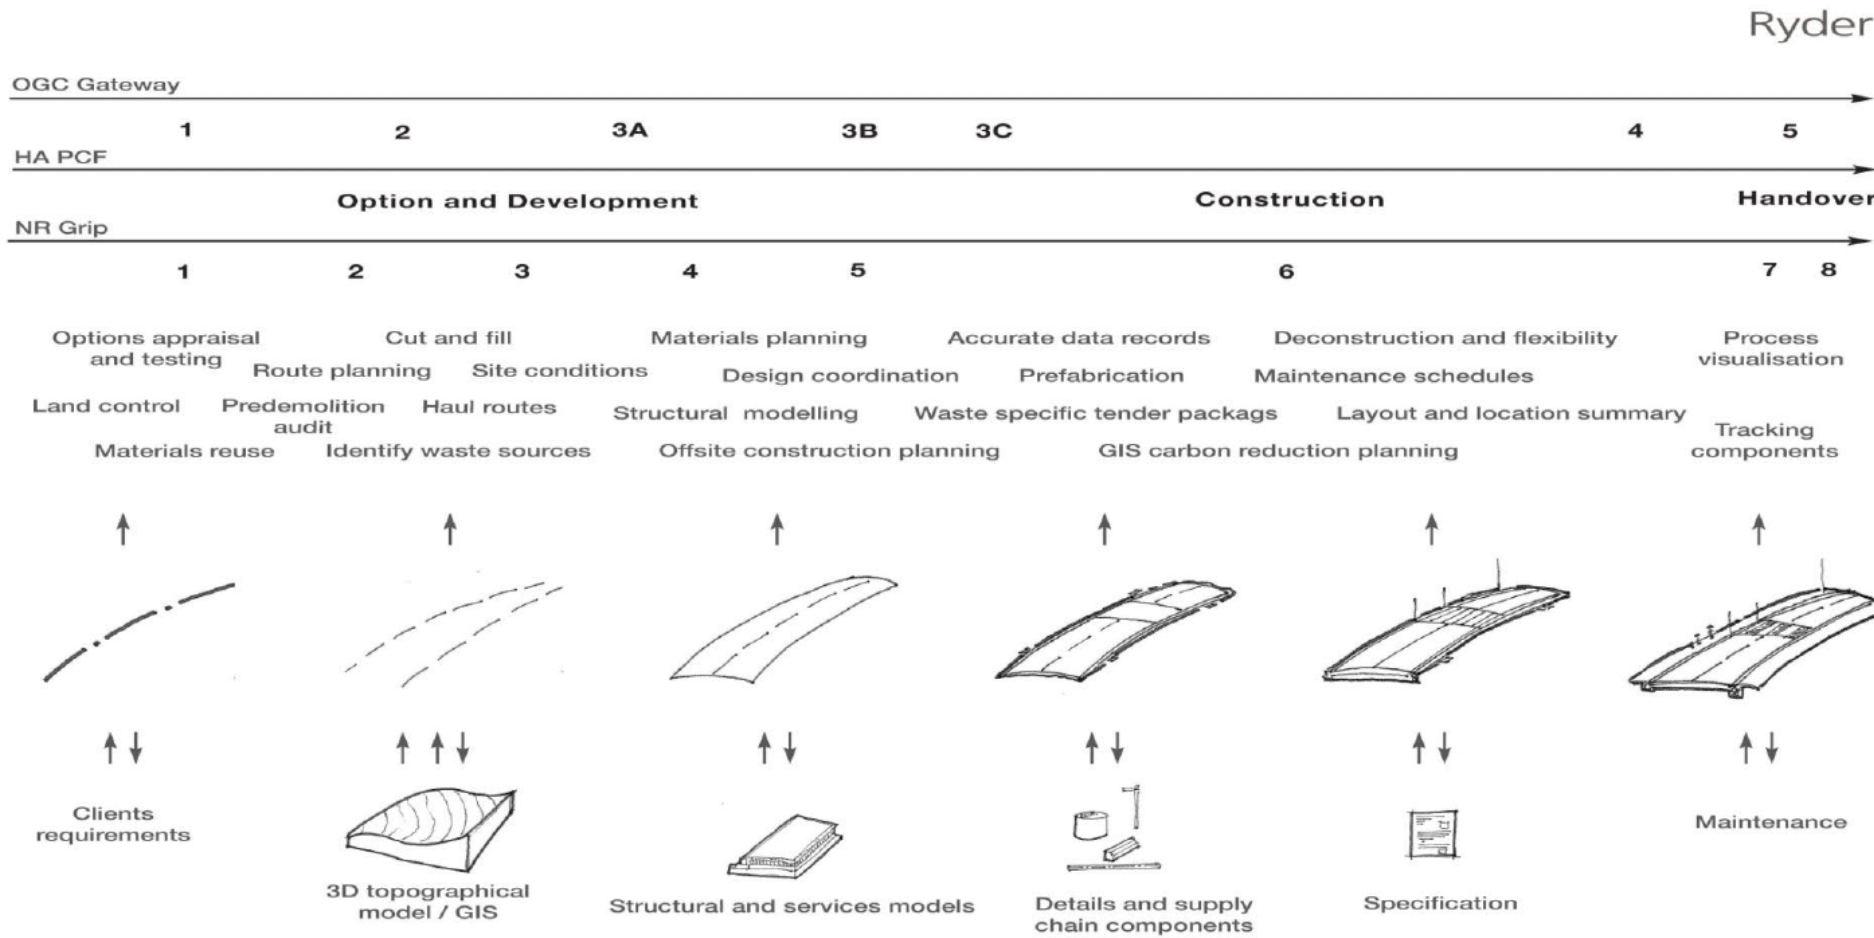 Ryder
OGC Gateway
1 2 3A 3B 3C 4 5
HA PCF
Option and Development Construction Handover
NR Grip
1 2 3 4 5 6 7 8
Options appraisal
and testing
Cut and fill
Materials planning
Accurate data records
Deconstruction and flexibility
Process
visualisation
Route planning
Site conditions
Design coordination
Prefabrication
Maintenance schedules
Land control
Predemolition
audit
Haul routes
Structural modelling
Waste specific tender packags
Layout and location summary
Tracking
components
Materials reuse
Identify waste sources
Offsite construction planning
GIS carbon reduction planning
Clients
requirements
3D topographical
model / GIS
Structural and services models
Details and supply
chain components
Specification
Maintenance